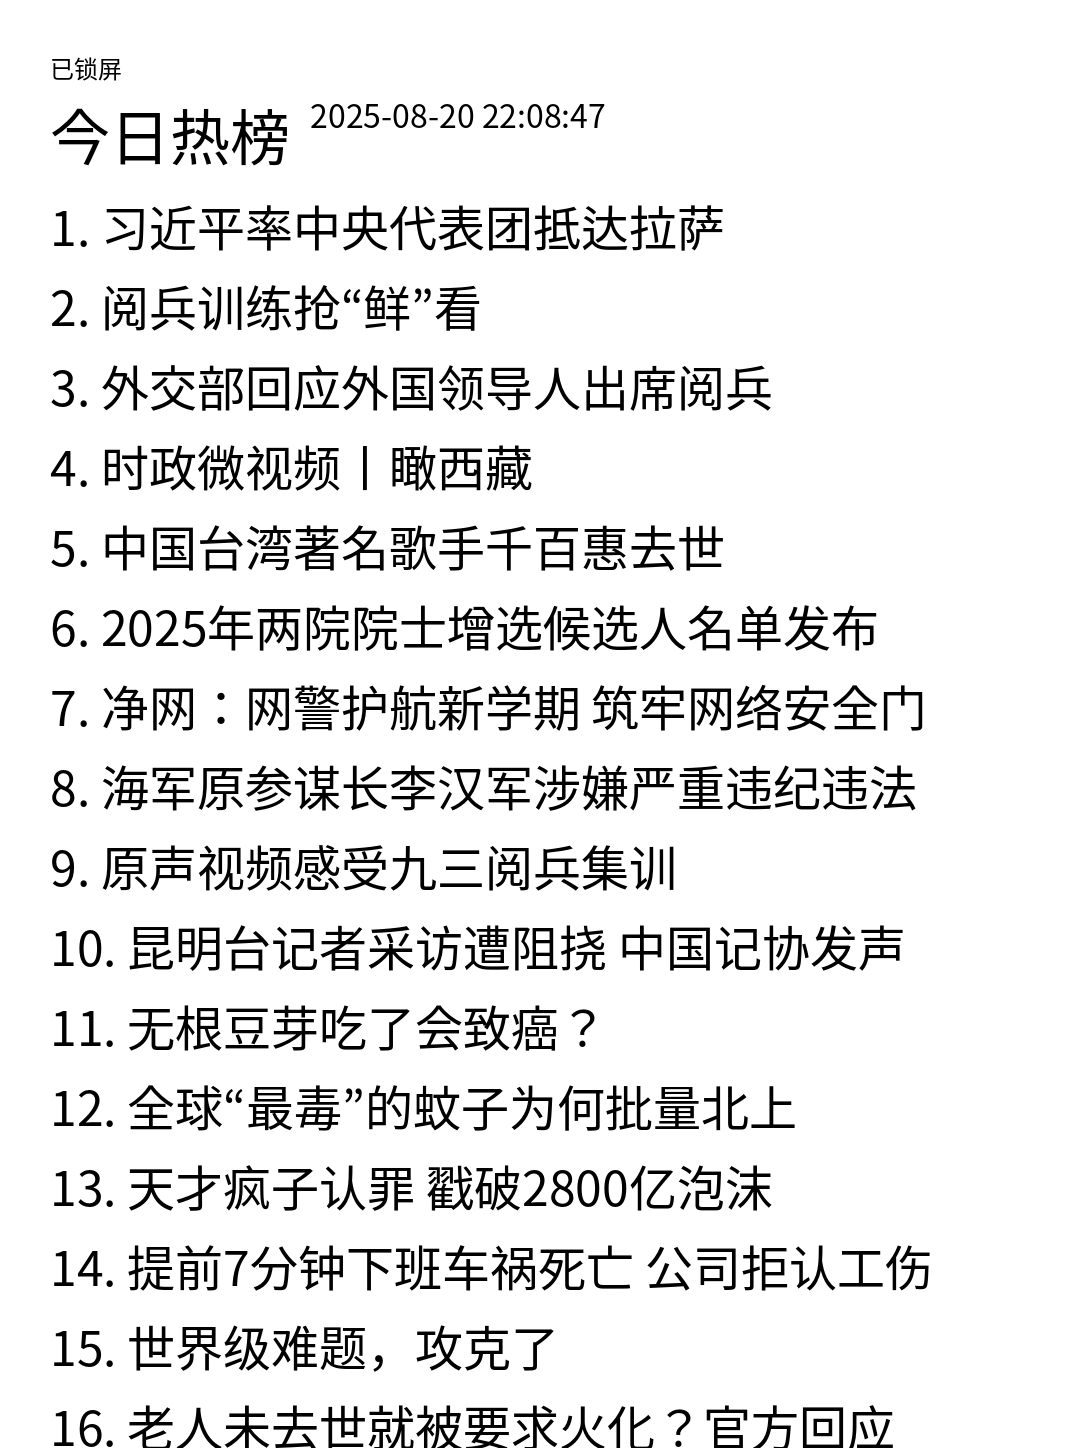 已锁屏
今日热榜 2025-08-20 22:08:47
1. 习近平率中央代表团抵达拉萨
2. 阅兵训练抢“鲜”看
3. 外交部回应外国领导人出席阅兵
4. 时政微视频丨瞰西藏
5. 中国台湾著名歌手千百惠去世
6. 2025年两院院士增选候选人名单发布
7. 净网：网警护航新学期 筑牢网络安全门
8. 海军原参谋长李汉军涉嫌严重违纪违法
9. 原声视频感受九三阅兵集训
10. 昆明台记者采访遭阻挠 中国记协发声
11. 无根豆芽吃了会致癌？
12. 全球“最毒”的蚊子为何批量北上
13. 天才疯子认罪 戳破2800亿泡沫
14. 提前7分钟下班车祸死亡 公司拒认工伤
15. 世界级难题，攻克了
16. 老人未去世就被要求火化？官方回应